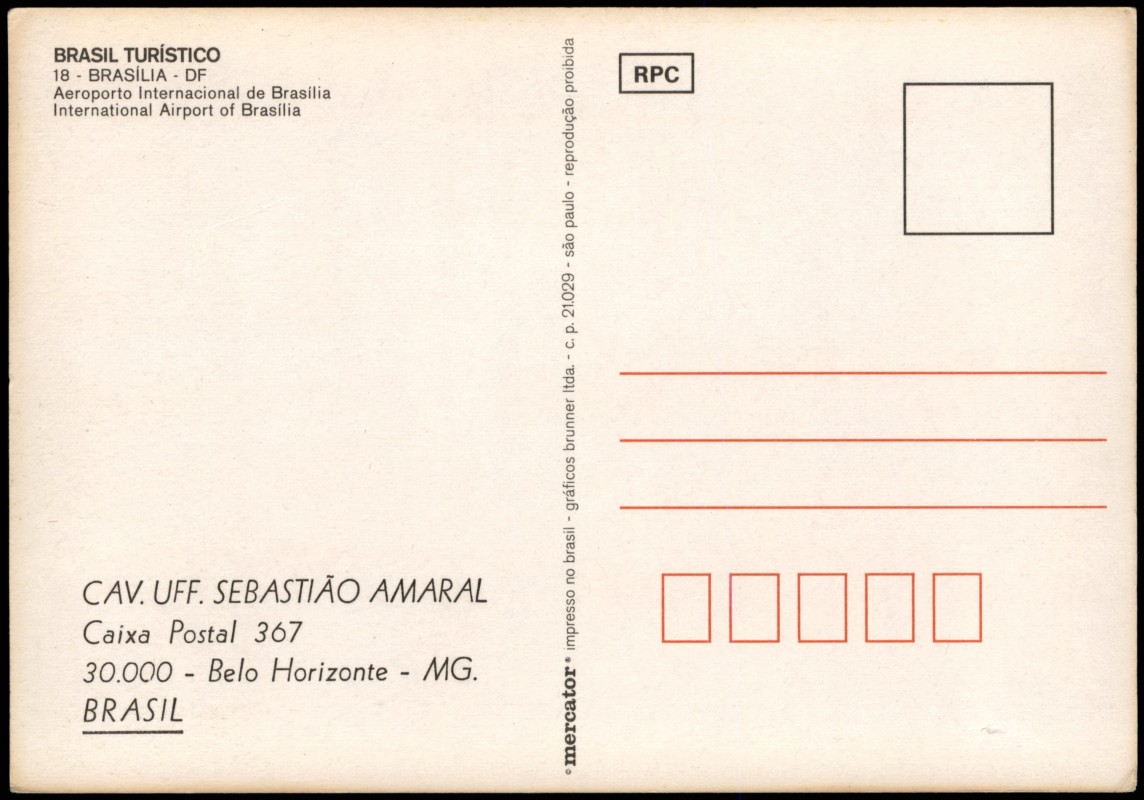 BRASIL TURÍSTICO
18 - BRASÍLIA - DF
Aeroporto Internacional de Brasília
International Airport of Brasília
CAV. UFF. SEBASTIÃO AMARAL
Caixa Postal 367
30.000 - Belo Horizonte - MG.
BRASIL
© mercator® impresso no brasil - gráficos brunner ltda. - c. p. 21.029 - são paulo - reprodução proibida
RPC